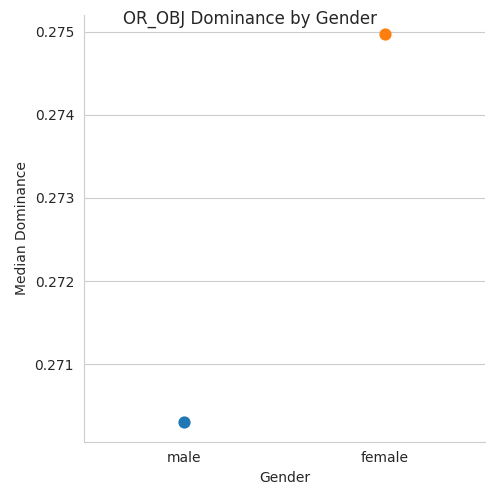 OR_OBJ Dominance by Gender
0.275
0.274
0.273
0.272
0.271
Median Dominance
male
female
Gender